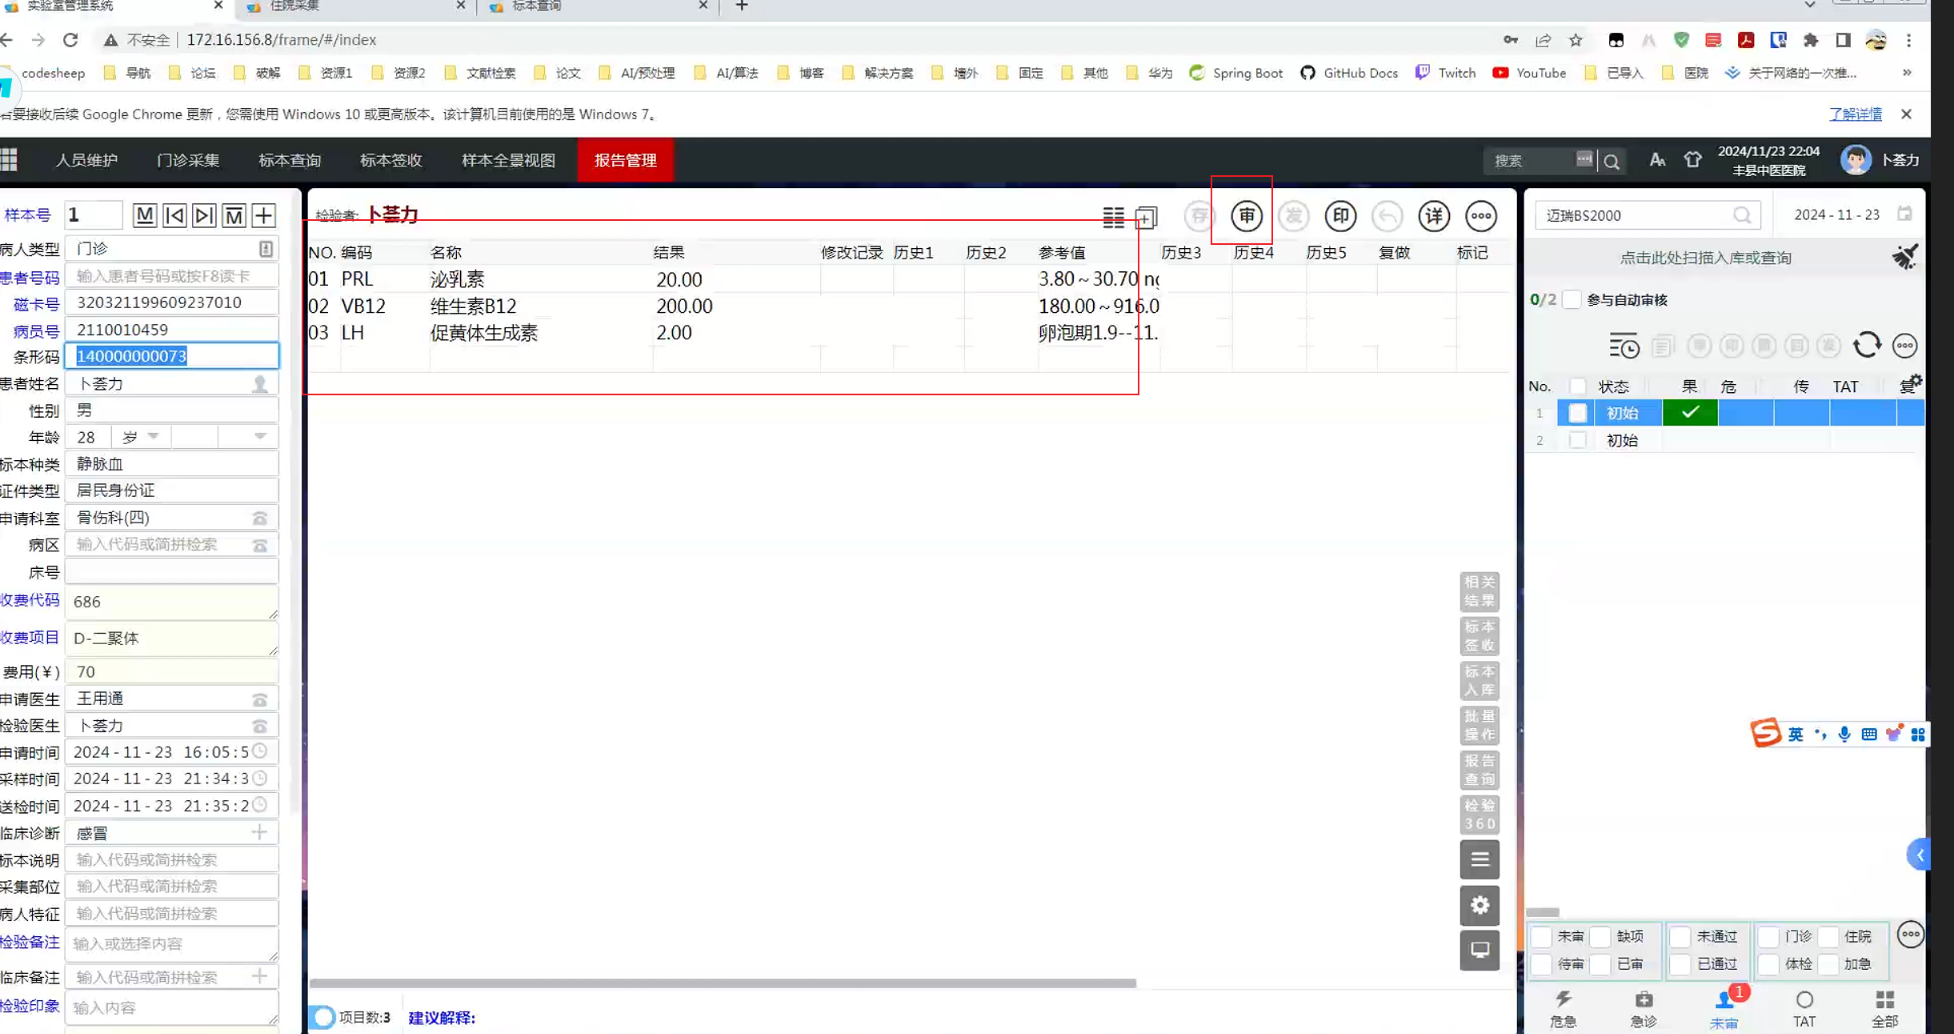 实验室管理系统 × 住院采集 × 标本查询 × +
不安全 172.16.156.8/frame/#/index
codesheep 导航 论坛 破解 资源1 资源2 文献检索 论文 AI/预处理 AI/算法 博客 解决方案 墙外 固定 其他 华为 Spring Boot GitHub Docs Twitch YouTube 已导入 医院 关于网络的一次推... »
若要接收后续 Google Chrome 更新，您需使用 Windows 10 或更高版本。该计算机目前使用的是 Windows 7。 了解详情 ×
人员维护 门诊采集 标本查询 标本签收 样本全景视图 报告管理 搜索 2024/11/23 22:04 卜荟力
丰县中医医院
样本号 1 M M +
病人类型 门诊
患者号码 输入患者号码或按F8读卡
磁卡号 320321199609237010
病员号 2110010459
条形码 140000000073
患者姓名 卜荟力
性别 男
年龄 28 岁
标本种类 静脉血
证件类型 居民身份证
申请科室 骨伤科(四)
病区 输入代码或简拼检索
床号
收费代码 686
收费项目 D-二聚体
费用(¥) 70
申请医生 王用通
检验医生 卜荟力
申请时间 2024-11-23 16:05:5
采样时间 2024-11-23 21:34:3
送检时间 2024-11-23 21:35:2
临床诊断 感冒
标本说明 输入代码或简拼检索
采集部位 输入代码或简拼检索
病人特征 输入代码或简拼检索
检验备注 输入或选择内容
临床备注 输入代码或简拼检索
检验印象 输入内容
检验者: 卜荟力 存 审 发 印 详
NO. 编码 名称 结果 修改记录 历史1 历史2 参考值 历史3 历史4 历史5 复做 标记
01 PRL 泌乳素 20.00 3.80～30.70 ng
02 VB12 维生素B12 200.00 180.00～916.0
03 LH 促黄体生成素 2.00 卵泡期1.9--11.
相关
结果
标本
签收
标本
入库
批量
操作
报告
查询
检验
360
项目数:3 建议解释:
迈瑞BS2000 2024-11-23
点击此处扫描入库或查询
0/2 参与自动审核
No. 状态 果 危 传 TAT 复
1 初始
2 初始
英
未审 缺项 未通过 门诊 住院
待审 已审 已通过 体检 加急
1
危急 急诊 未审 TAT 全部